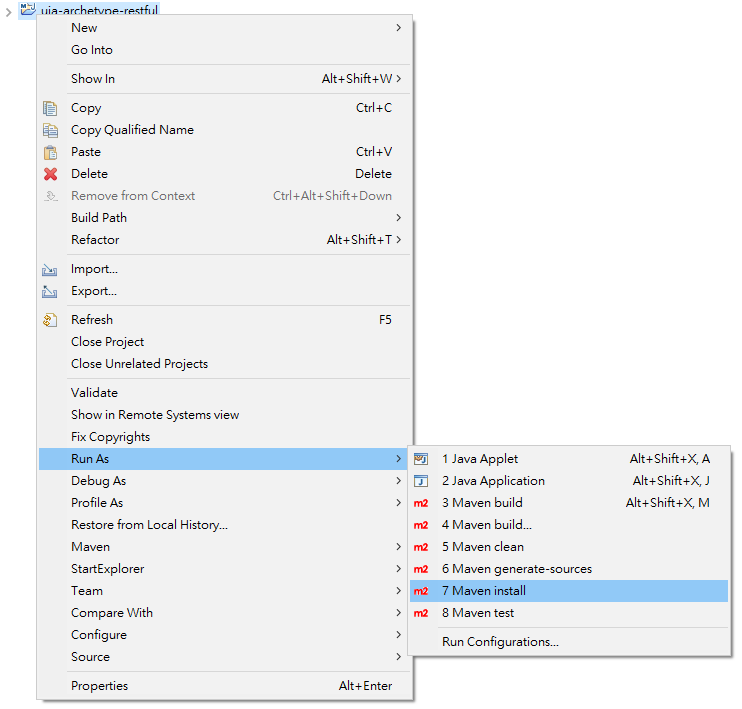 uia-archetype-restful
New
Go Into
Show In Alt+Shift+W
Copy Ctrl+C
Copy Qualified Name
Paste Ctrl+V
Delete Delete
Remove from Context Ctrl+Alt+Shift+Down
Build Path
Refactor Alt+Shift+T
Import...
Export...
Refresh F5
Close Project
Close Unrelated Projects
Validate
Show in Remote Systems view
Fix Copyrights
Run As
Debug As
Profile As
Restore from Local History...
Maven
StartExplorer
Team
Compare With
Configure
Source
Properties Alt+Enter
1 Java Applet Alt+Shift+X, A
2 Java Application Alt+Shift+X, J
m2 3 Maven build Alt+Shift+X, M
m2 4 Maven build...
m2 5 Maven clean
m2 6 Maven generate-sources
m2 7 Maven install
m2 8 Maven test
Run Configurations...